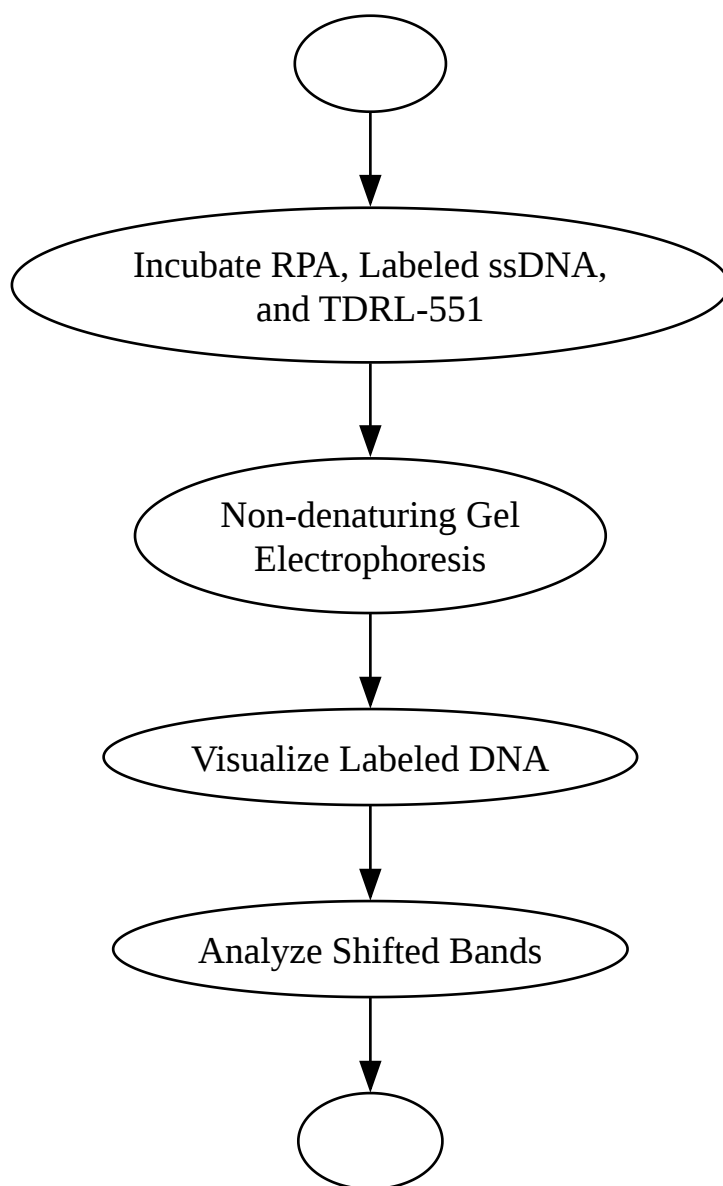 Incubate RPA, Labeled ssDNA,
and TDRL-551
Non-denaturing Gel
Electrophoresis
Visualize Labeled DNA
Analyze Shifted Bands